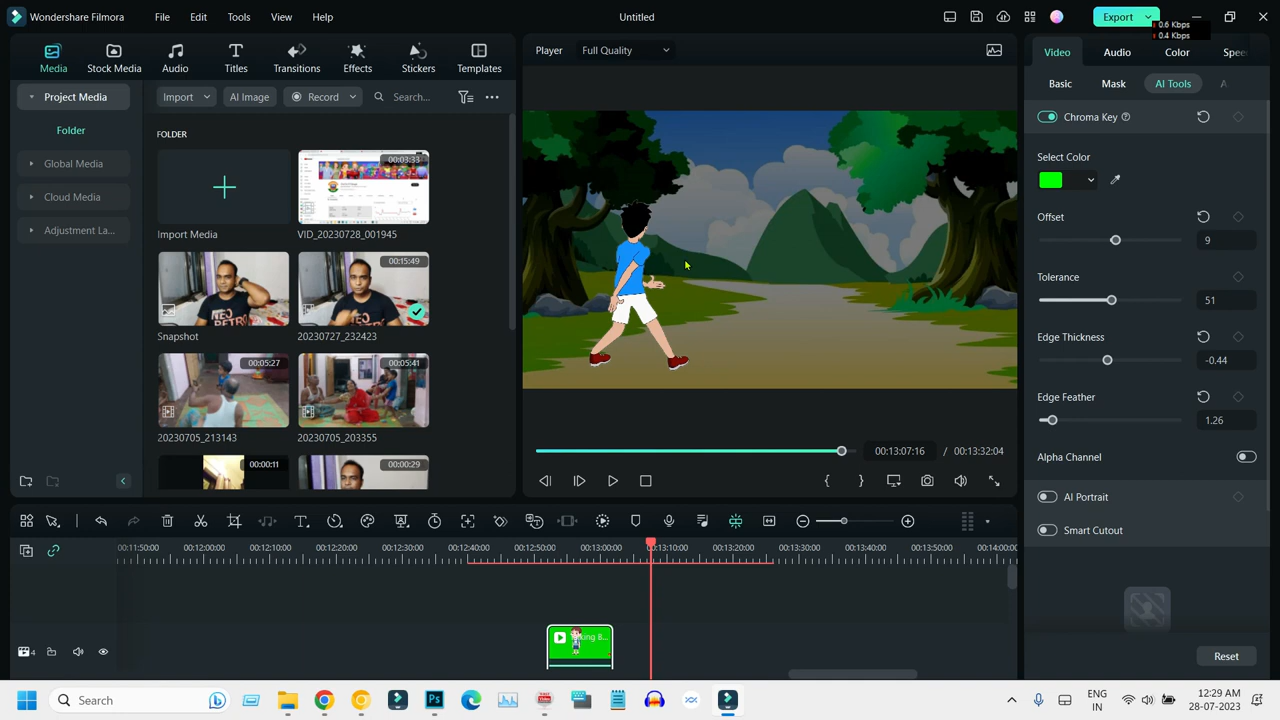 Wondershare Filmora
File
Edit
Tools
View
Help
Untitled
Export
0.6 Kbps
0.4 Kbps
Media
Stock Media
Audio
Titles
Transitions
Effects
Stickers
Templates
Player
Full Quality
Video
Audio
Color
Project Media
Import
AI Image
Record
Search...
Basic
Mask
AI Tools
Folder
FOLDER
Chroma Key
Global Media
Cloud Media
Adjustment La...
Import Media
00:03:33
VID_20230728_001945
Select Color
Offset
9
Snapshot
00:15:49
20230727_232423
Tolerance
51
00:05:27
20230705_213143
00:05:41
20230705_203355
Edge Thickness
-0.44
Edge Feather
1.26
00:00:11
00:00:29
00:13:07:16 / 00:13:32:04
Alpha Channel
AI Portrait
Smart Cutout
00:11:50:00
00:12:00:00
00:12:10:00
00:12:20:00
00:12:30:00
00:12:40:00
00:12:50:00
00:13:00:00
00:13:10:00
00:13:20:00
00:13:30:00
00:13:40:00
00:13:50:00
00:14:00:00
4
Reset
Search
ENG
IN
12:29 AM
28-07-2023